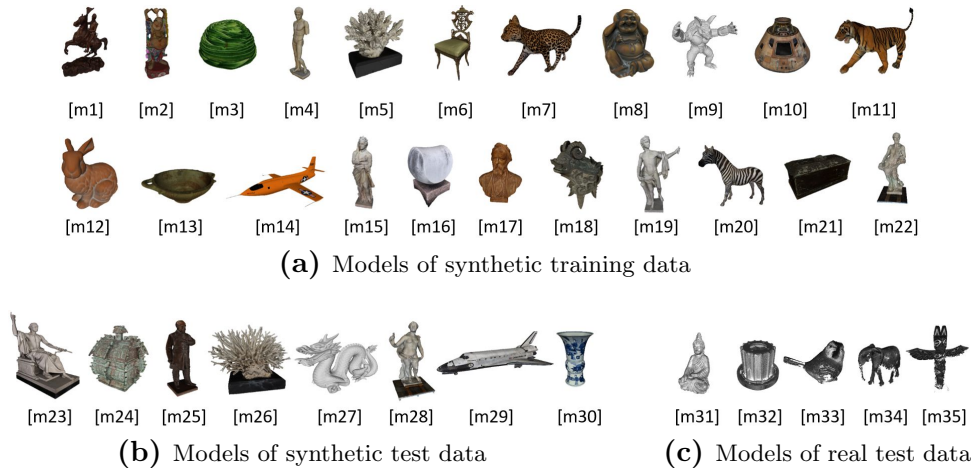 [m1] [m2] [m3] [m4] [m5] [m6] [m7] [m8] [m9] [m10] [m11]
[m12] [m13] [m14] [m15] [m16] [m17] [m18] [m19] [m20] [m21] [m22]
(a) Models of synthetic training data
[m23] [m24] [m25] [m26] [m27] [m28] [m29] [m30] [m31] [m32] [m33] [m34] [m35]
(b) Models of synthetic test data
(c) Models of real test data